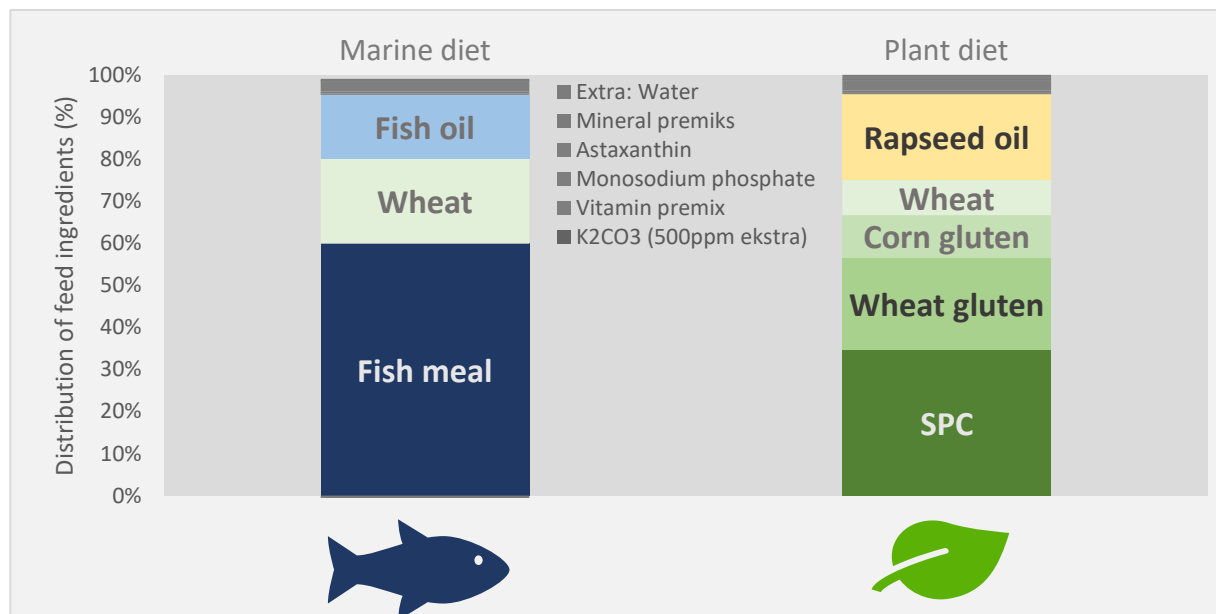 Marine diet
Plant diet
Distribution of feed ingredients (%)
100%
90%
80%
70%
60%
50%
40%
30%
20%
10%
0%
Fish oil
Wheat
Fish meal
Extra: Water
Mineral premiks
Astaxanthin
Monosodium phosphate
Vitamin premix
K2CO3 (500ppm ekstra)
Rapseed oil
Wheat
Corn gluten
Wheat gluten
SPC